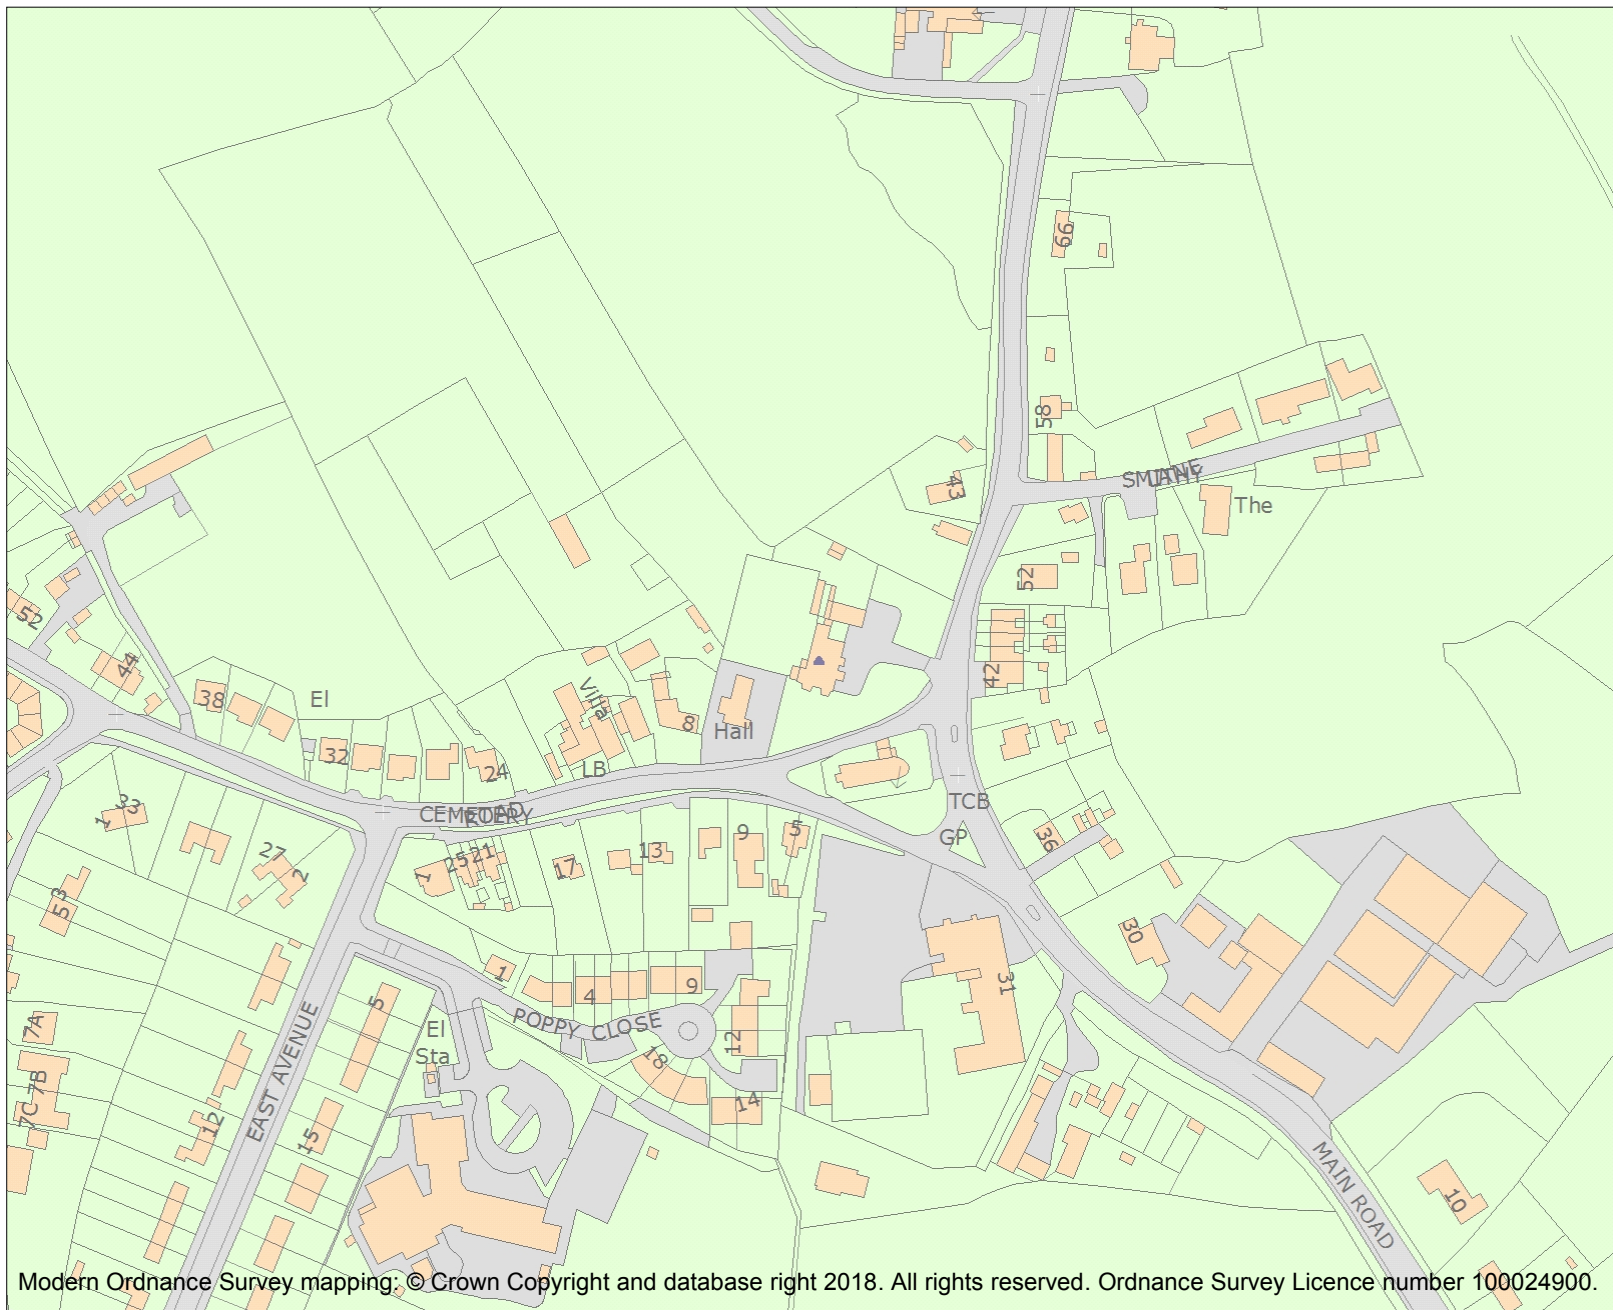 66
58
43
SMITHY
LANE
The
52
52
44
42
38
El
Villa
8
Hall
32
24
LB
TCB
CEMETERY
ROAD
GP
33
1
36
9
5
13
25
21
17
1
27
2
3
5
30
1
4
9
31
5
7A
POPPY CLOSE
El
Sta
12
18
EAST AVENUE
7B
7C
12
15
14
MAIN ROAD
10
Modern Ordnance Survey mapping: © Crown Copyright and database right 2018. All rights reserved. Ordnance Survey Licence number 100024900.